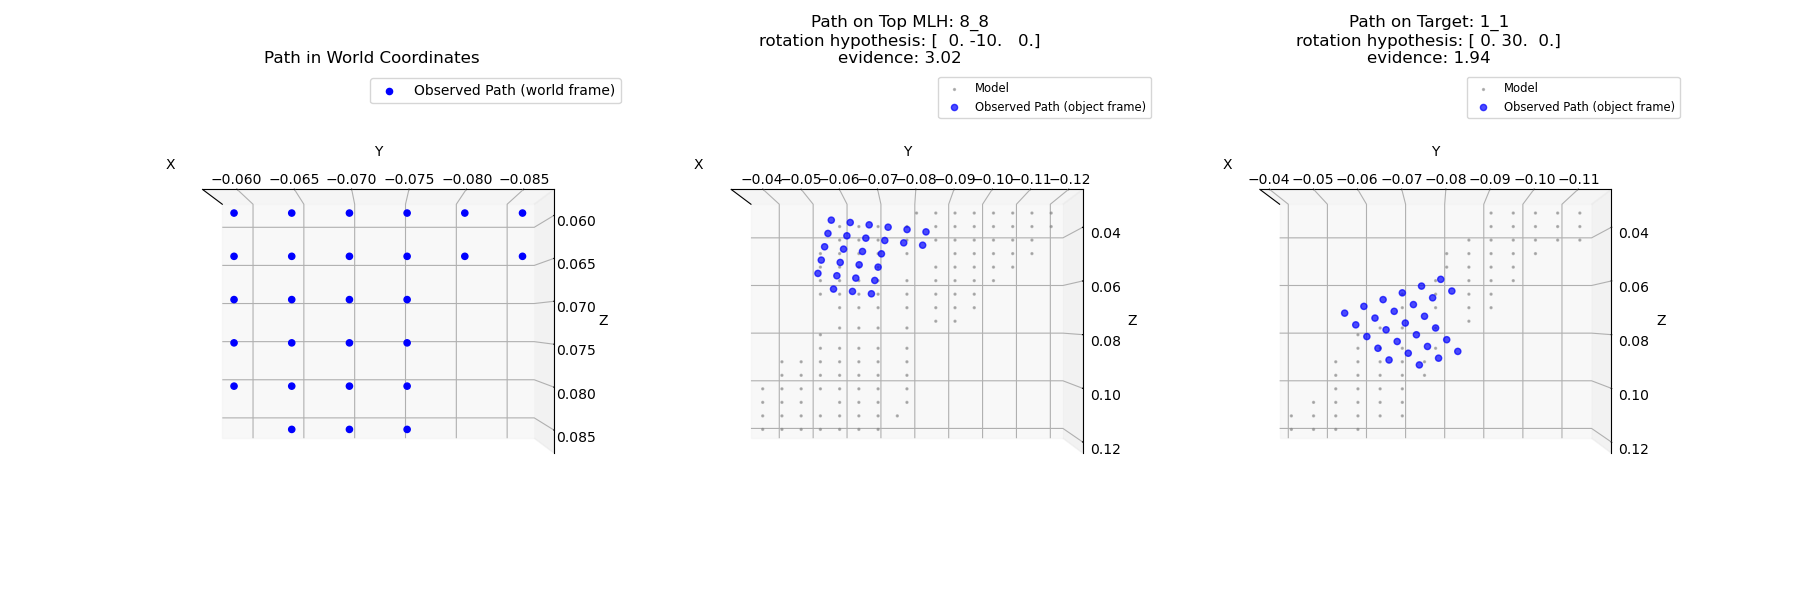 Path in World Coordinates
Observed Path (world frame)
X
Y
−0.060 −0.065 −0.070 −0.075 −0.080 −0.085
0.060
0.065
0.070
0.075
0.080
0.085
Z
Path on Top MLH: 8_8
rotation hypothesis: [ 0. -10. 0.]
evidence: 3.02
Model
Observed Path (object frame)
X
Y
−0.04 −0.05 −0.06 −0.07 −0.08 −0.09 −0.10 −0.11 −0.12
0.04
0.06
0.08
0.10
0.12
Z
Path on Target: 1_1
rotation hypothesis: [ 0. 30. 0.]
evidence: 1.94
Model
Observed Path (object frame)
X
Y
−0.04 −0.05 −0.06 −0.07 −0.08 −0.09 −0.10 −0.11
0.04
0.06
0.08
0.10
0.12
Z